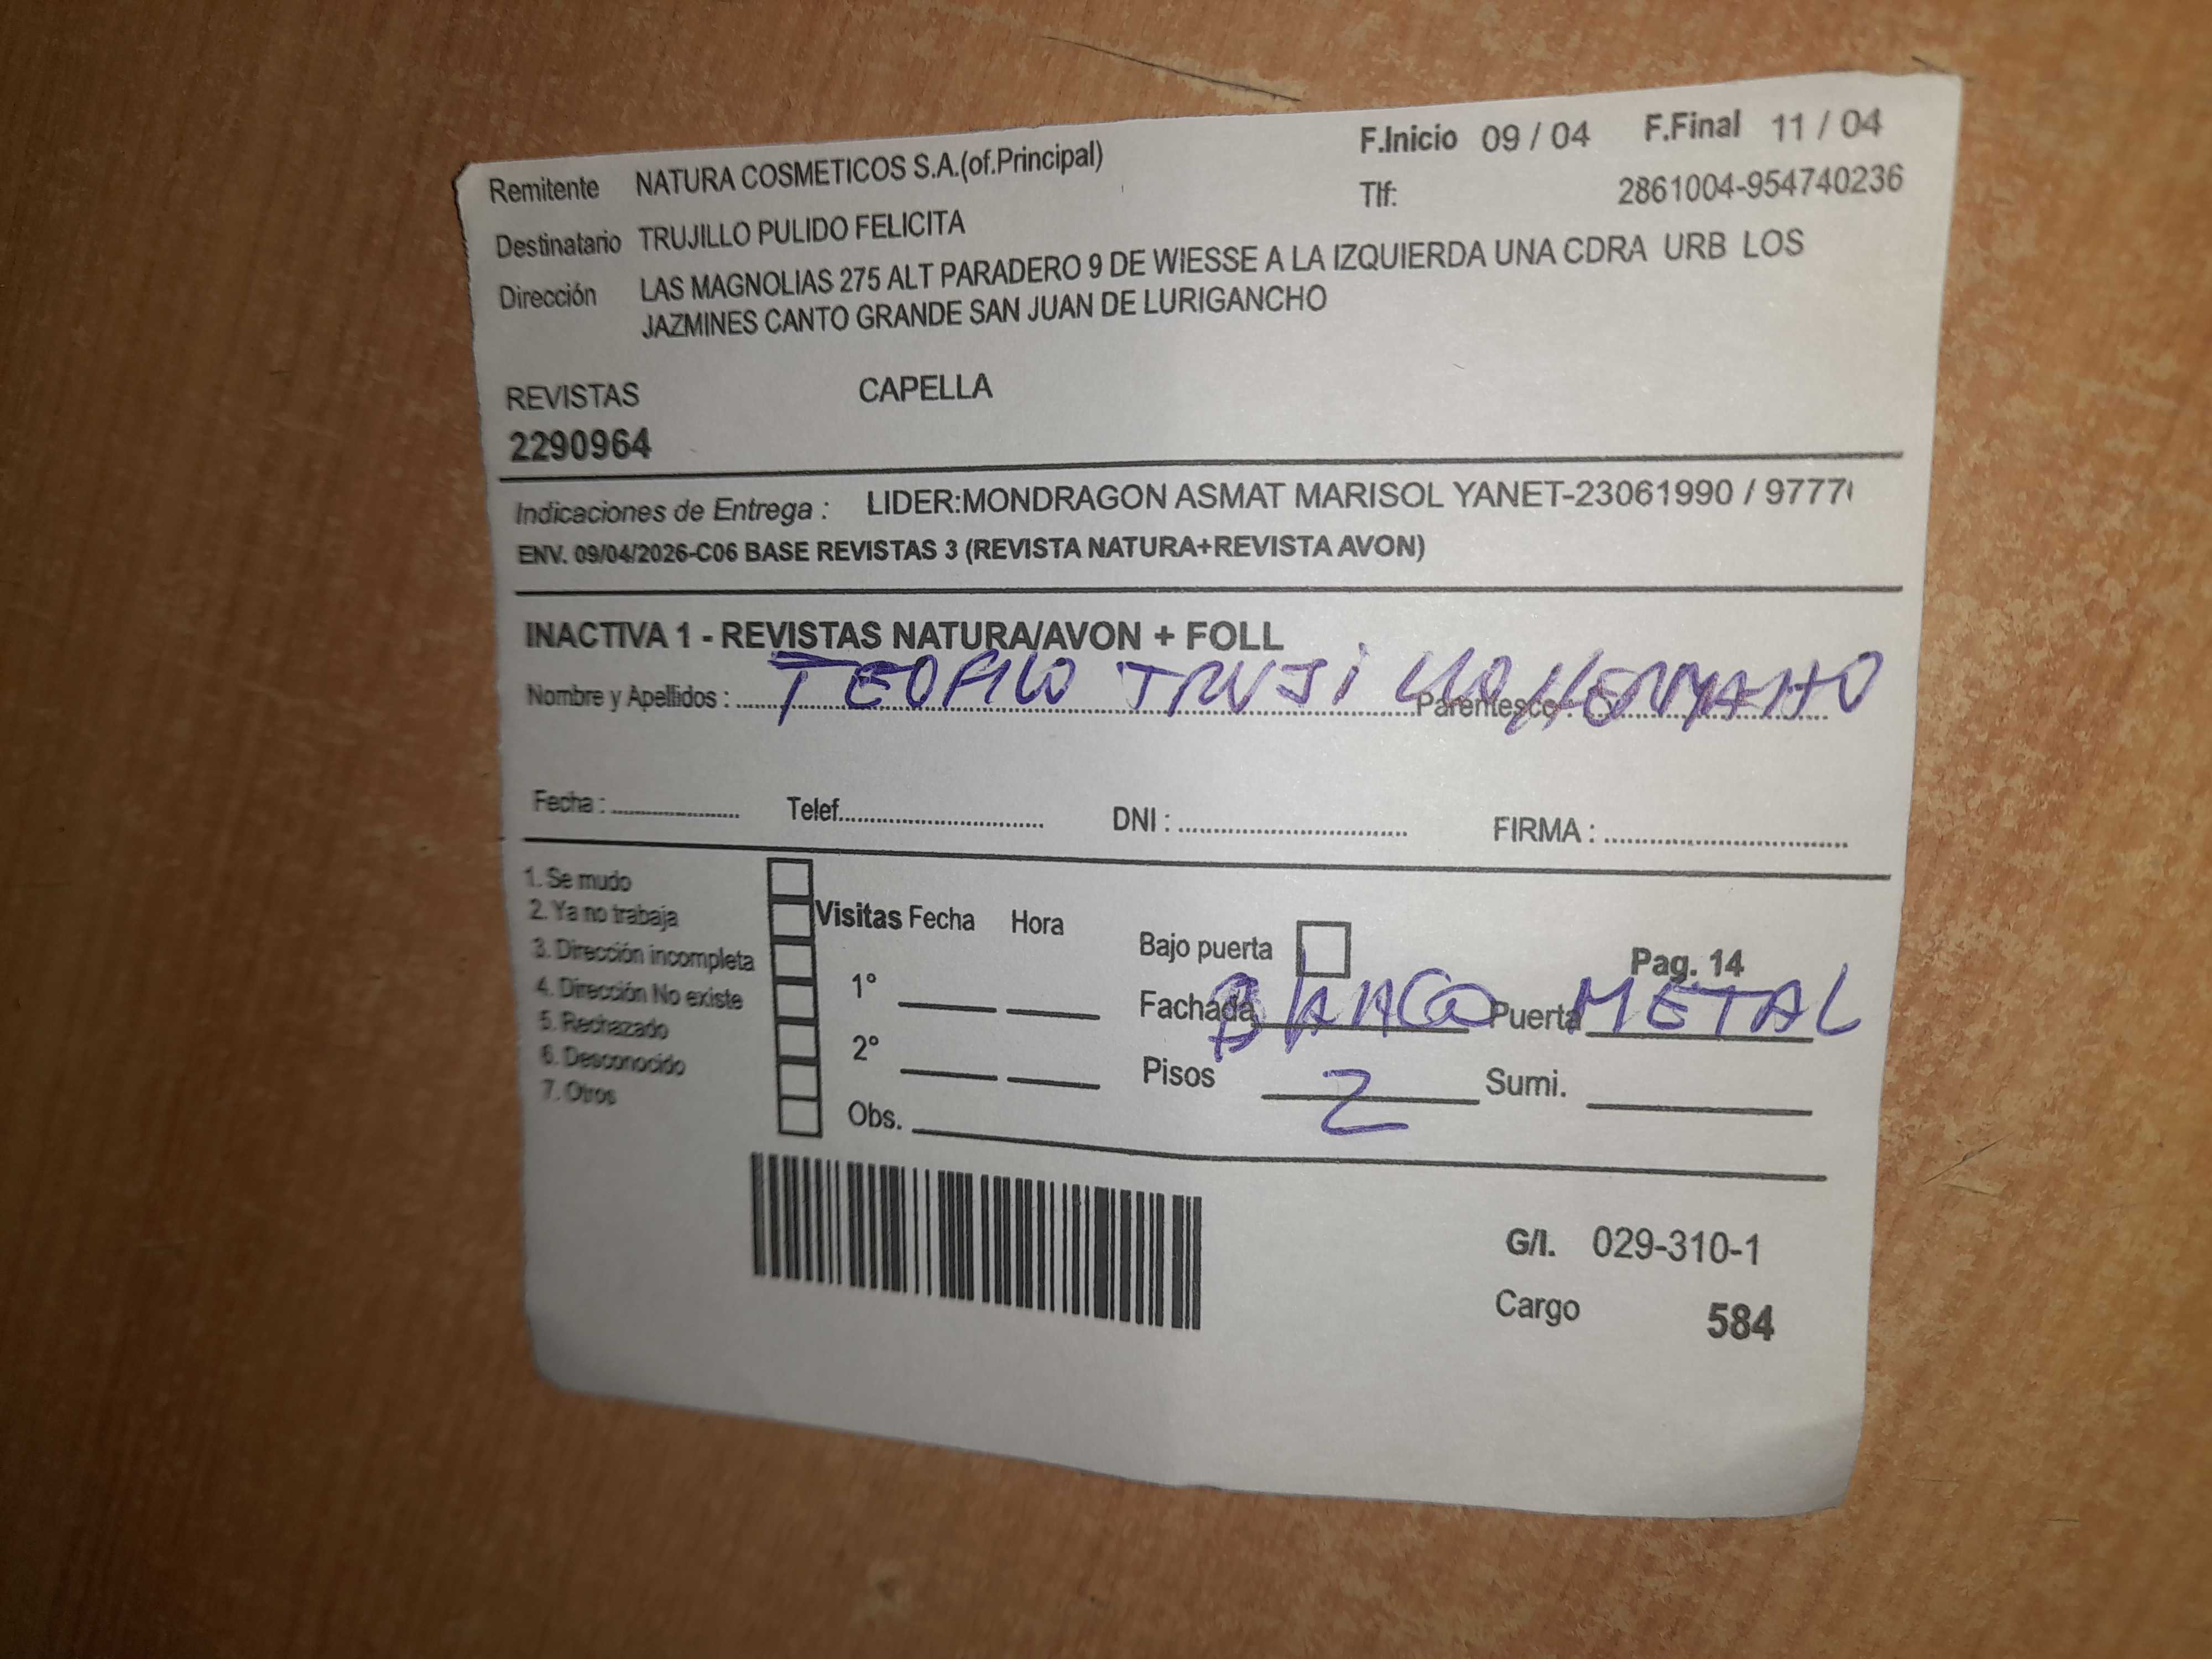 Remitente NATURA COSMETICOS S.A.(of.Principal) F.Inicio 09 / 04 F.Final 11 / 04
Tlf: 2861004-954740236
Destinatario TRUJILLO PULIDO FELICITA
Dirección LAS MAGNOLIAS 275 ALT PARADERO 9 DE WIESSE A LA IZQUIERDA UNA CDRA URB LOS
JAZMINES CANTO GRANDE SAN JUAN DE LURIGANCHO
REVISTAS CAPELLA
2290964
Indicaciones de Entrega : LIDER:MONDRAGON ASMAT MARISOL YANET-23061990 / 9777
ENV. 09/04/2026-C06 BASE REVISTAS 3 (REVISTA NATURA+REVISTA AVON)
INACTIVA 1 - REVISTAS NATURA/AVON + FOLL
Nombre y Apellidos : TEOFILO TRUJILLO Parentesco : HERMANO
Fecha : Telef. DNI : FIRMA :
1. Se mudo
2. Ya no trabaja
3. Dirección incompleta
4. Dirección No existe
5. Rechazado
6. Desconocido
7. Otros
Visitas Fecha Hora
1°
2°
Obs.
Bajo puerta
Pag. 14
Fachada BLANCO Puerta METAL
Pisos 2 Sumi.
G/I. 029-310-1
Cargo 584